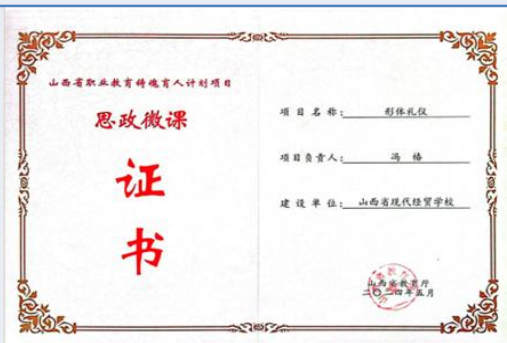 山西省职业教育铸魂育人计划项目
思政微课
证
书
项目名称：形体礼仪
项目负责人：冯椿
建设单位：山西省现代经贸学校
山西省教育厅
二〇二四年五月